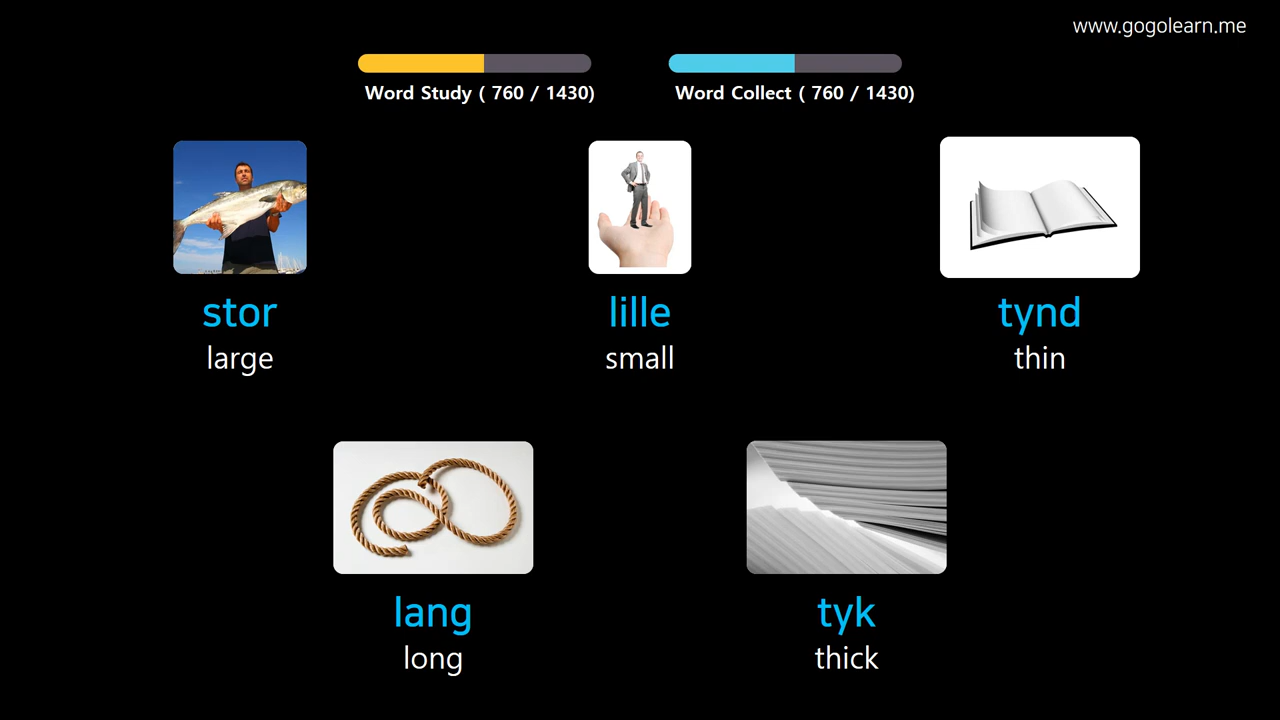 www.gogolearn.me
Word Study ( 760 / 1430)
Word Collect ( 760 / 1430)
stor
large
lille
small
tynd
thin
lang
long
tyk
thick